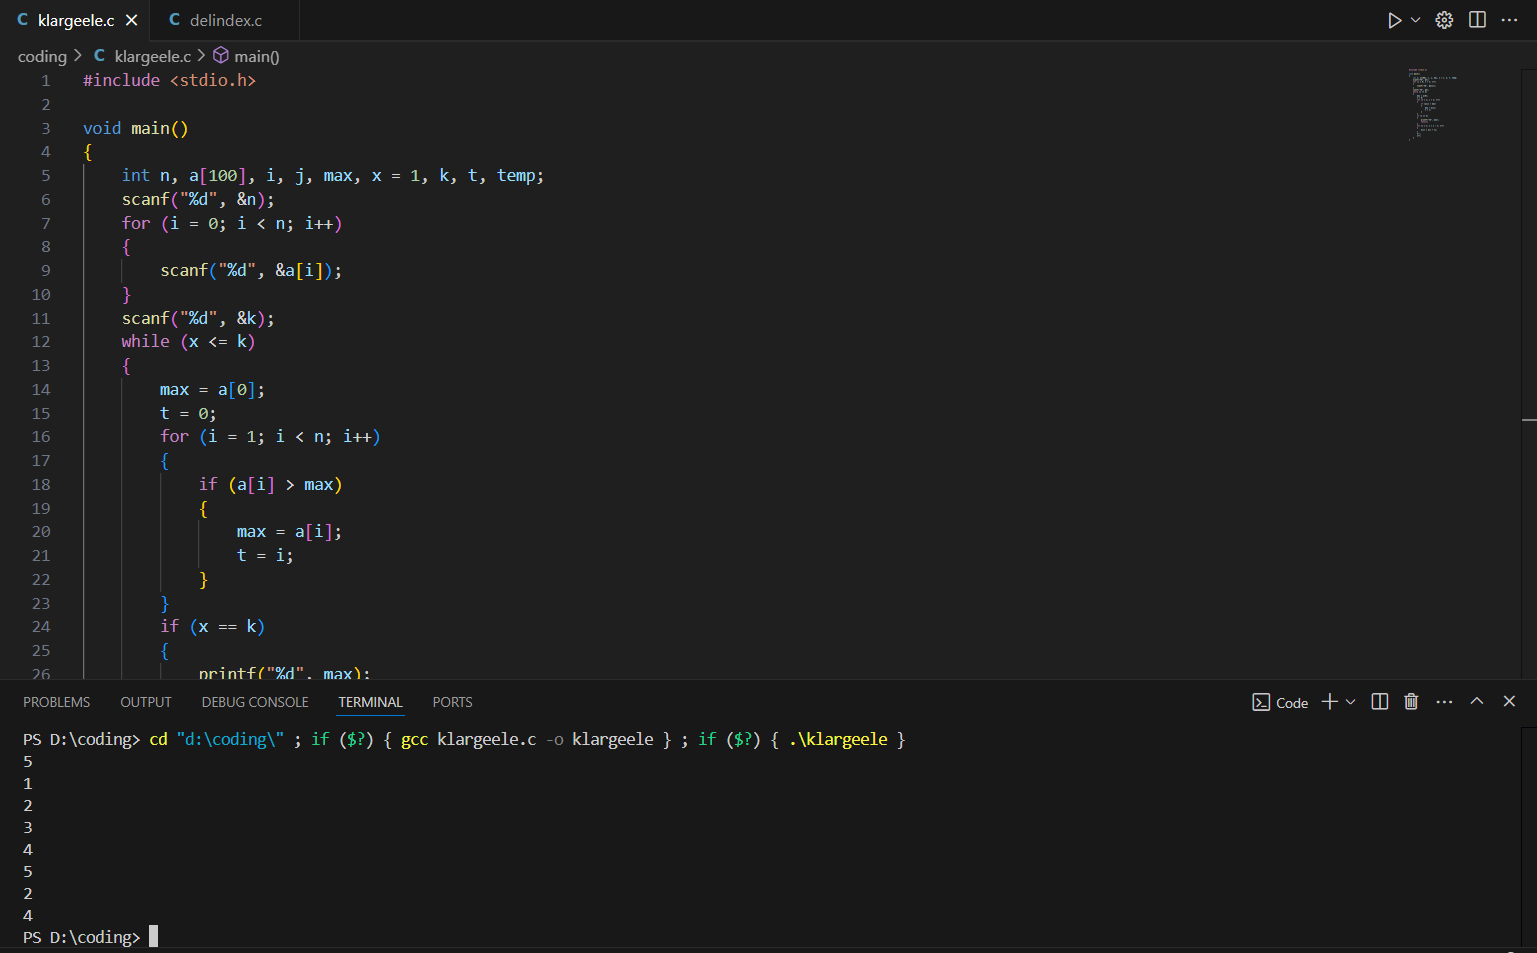 C klargeele.c
C delindex.c
coding > C klargeele.c > main()
1 #include <stdio.h>
2
3 void main()
4 {
5 int n, a[100], i, j, max, x = 1, k, t, temp;
6 scanf("%d", &n);
7 for (i = 0; i < n; i++)
8 {
9 scanf("%d", &a[i]);
10 }
11 scanf("%d", &k);
12 while (x <= k)
13 {
14 max = a[0];
15 t = 0;
16 for (i = 1; i < n; i++)
17 {
18 if (a[i] > max)
19 {
20 max = a[i];
21 t = i;
22 }
23 }
24 if (x == k)
25 {
26 printf("%d", max);
PROBLEMS OUTPUT DEBUG CONSOLE TERMINAL PORTS
Code
PS D:\coding> cd "d:\coding\" ; if ($?) { gcc klargeele.c -o klargeele } ; if ($?) { .\klargeele }
5
1
2
3
4
5
2
4
PS D:\coding>